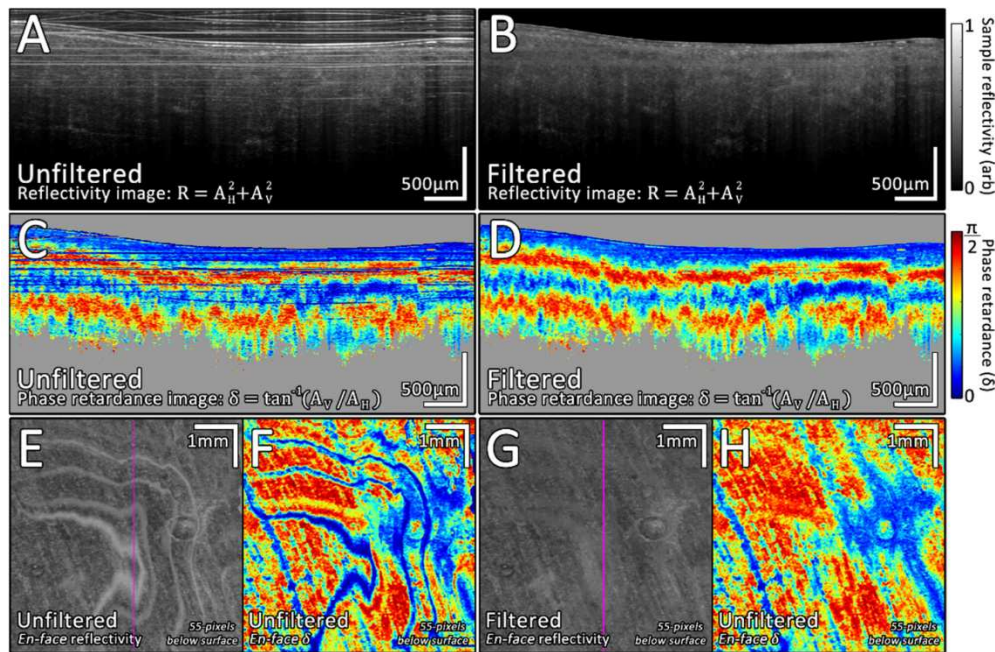 A
Unfiltered
Reflectivity image: R = A_H^2+A_V^2
500µm
B
Filtered
Reflectivity image: R = A_H^2+A_V^2
500µm
1
Sample reflectivity (arb)
0
C
Unfiltered
Phase retardance image: δ = tan^-1(A_V/A_H)
500µm
D
Filtered
Phase retardance image: δ = tan^-1(A_V/A_H)
500µm
π
2
Phase retardance (δ)
0
E
1mm
Unfiltered
En-face reflectivity
55-pixels
below surface
F
1mm
Unfiltered
En-face δ
55-pixels
below surface
G
1mm
Filtered
En-face reflectivity
55-pixels
below surface
H
1mm
Unfiltered
En-face δ
55-pixels
below surface